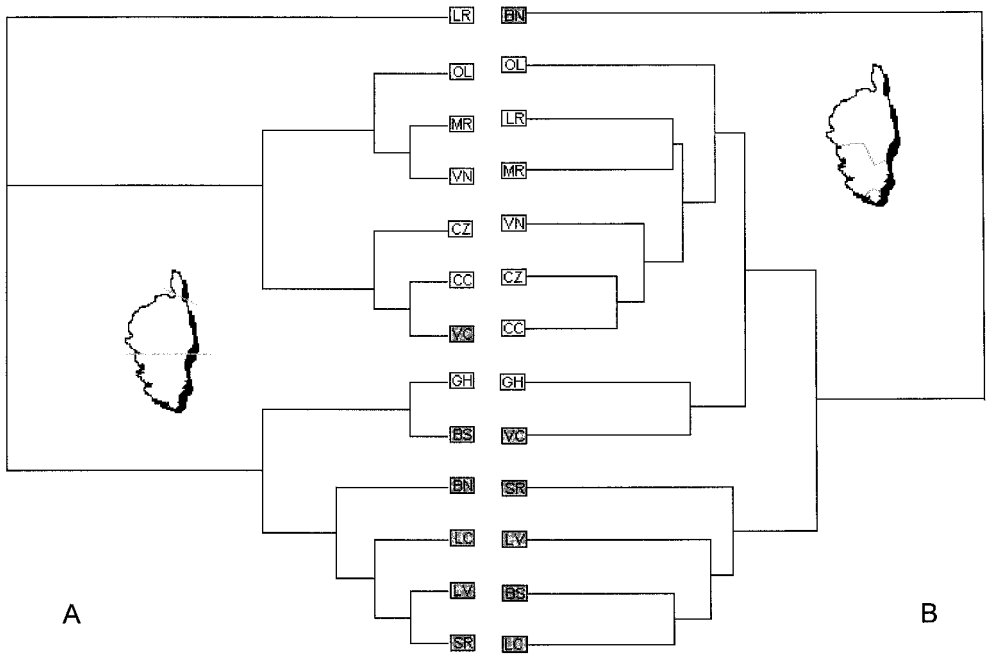 LR BN
OL OL
MR LR
VN MR
CZ VN
CC CZ
VC CC
GH GH
BS VC
BN SR
LC LV
LV BS
SR LC
A B